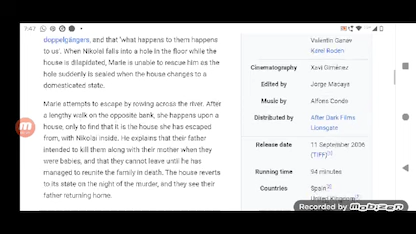 7:47
doppelgängers, and that 'what happens to them happens
to us'. When Nikolai falls into a hole in the floor while the
house is dilapidated, Marie is unable to rescue him as the
hole suddenly is sealed when the house changes to a
domesticated state.
Marie attempts to escape by rowing across the river. After
a lengthy walk on the opposite bank, she happens upon a
house, only to find that it is the house she has escaped
from, with Nikolai inside. He explains that their father
intended to kill them along with their mother when they
were babies, and that they cannot leave until he has
managed to reunite the family in death. The house reverts
to its state on the night of the murder, and they see their
father returning home.
Valentin Ganev
Karel Roden
Cinematography Xavi Giménez
Edited by Jorge Macaya
Music by Alfons Conde
Distributed by After Dark Films
Lionsgate
Release date 11 September 2006
(TIFF)
Running time 94 minutes
Countries Spain
United Kingdom
Recorded by Mobizen